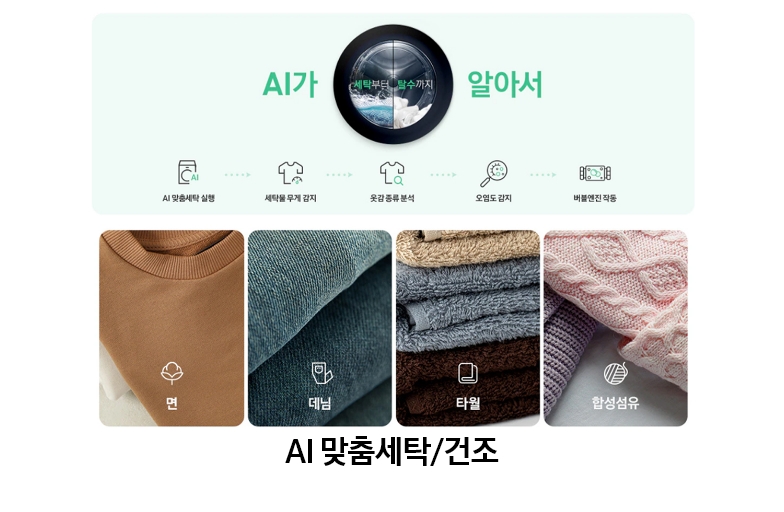 AI가
세탁부터 탈수까지
알아서
AI
AI 맞춤세탁 실행
세탁물 무게 감지
옷감 종류 분석
오염도 감지
버블엔진 작동
면
데님
타월
합성섬유
AI 맞춤세탁/건조